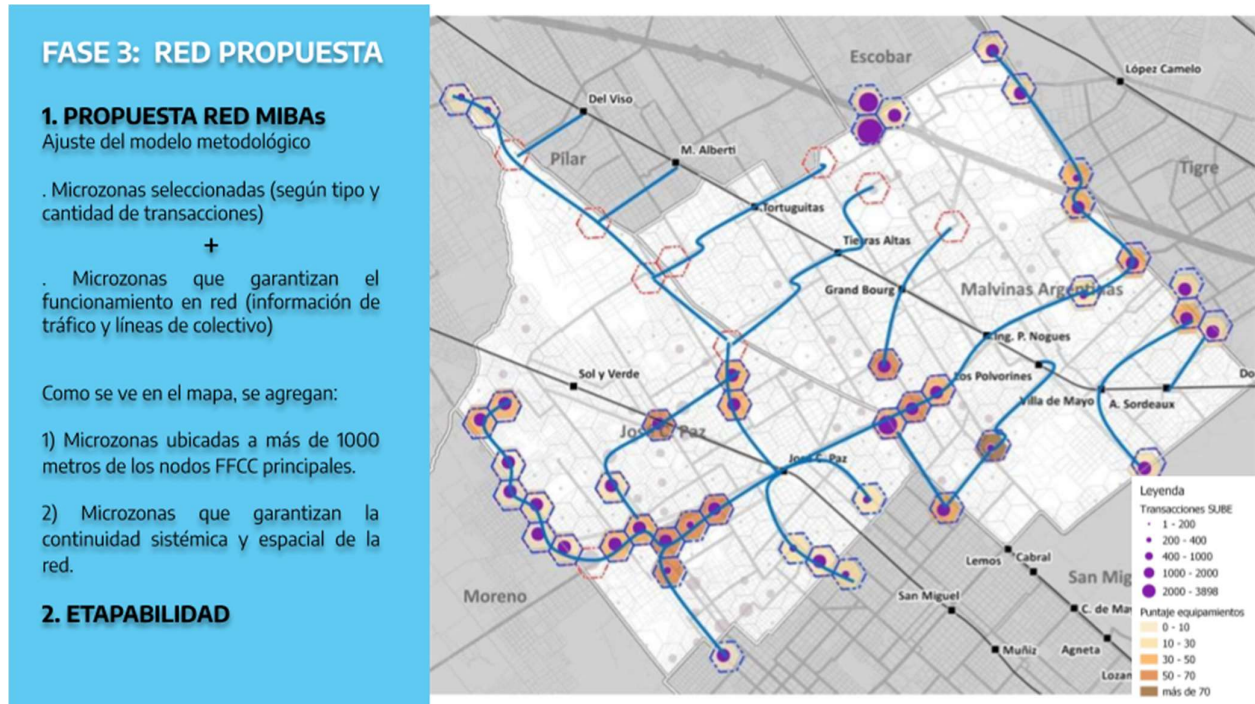 FASE 3: RED PROPUESTA
1. PROPUESTA RED MIBAs
Ajuste del modelo metodológico
. Microzonas seleccionadas (según tipo y
cantidad de transacciones)
+
. Microzonas que garantizan el
funcionamiento en red (información de
tráfico y líneas de colectivo)
Como se ve en el mapa, se agregan:
1) Microzonas ubicadas a más de 1000
metros de los nodos FFCC principales.
2) Microzonas que garantizan la
continuidad sistémica y espacial de la
red.
2. ETAPABILIDAD
Escobar
López Camelo
Del Viso
Pilar
M. Alberti
Tigre
Tortuguitas
Tierras Altas
Grand Bourg
Malvinas Argentinas
Ing. P. Nogues
Sol y Verde
Los Polvorines
Do
Villa de Mayo
A. Sordeaux
José C. Paz
José C. Paz
Lemos
Cabral
San Mig
Moreno
San Miguel
C. de May
Muñiz
Agneta
Lozan
Leyenda
Transacciones SUBE
1 - 200
200 - 400
400 - 1000
1000 - 2000
2000 - 3898
Puntaje equipamientos
0 - 10
10 - 30
30 - 50
50 - 70
más de 70